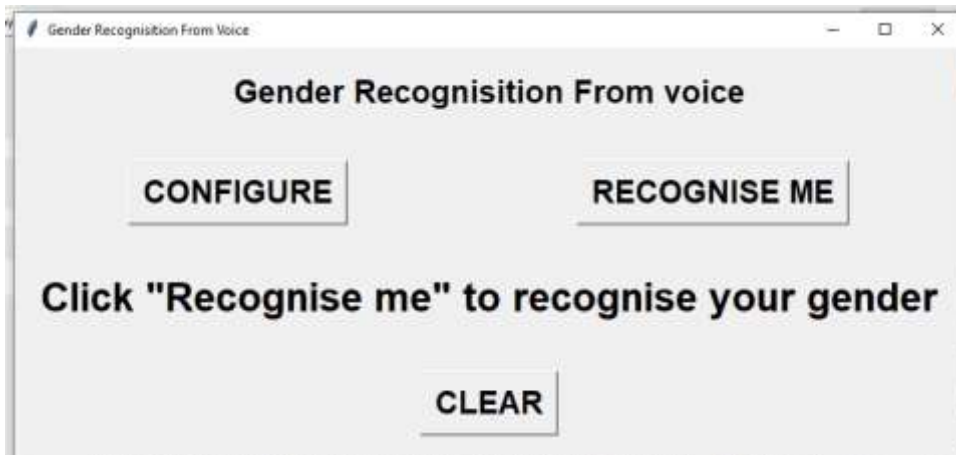 Gender Recognisition From Voice
Gender Recognisition From voice
CONFIGURE RECOGNISE ME
Click "Recognise me" to recognise your gender
CLEAR